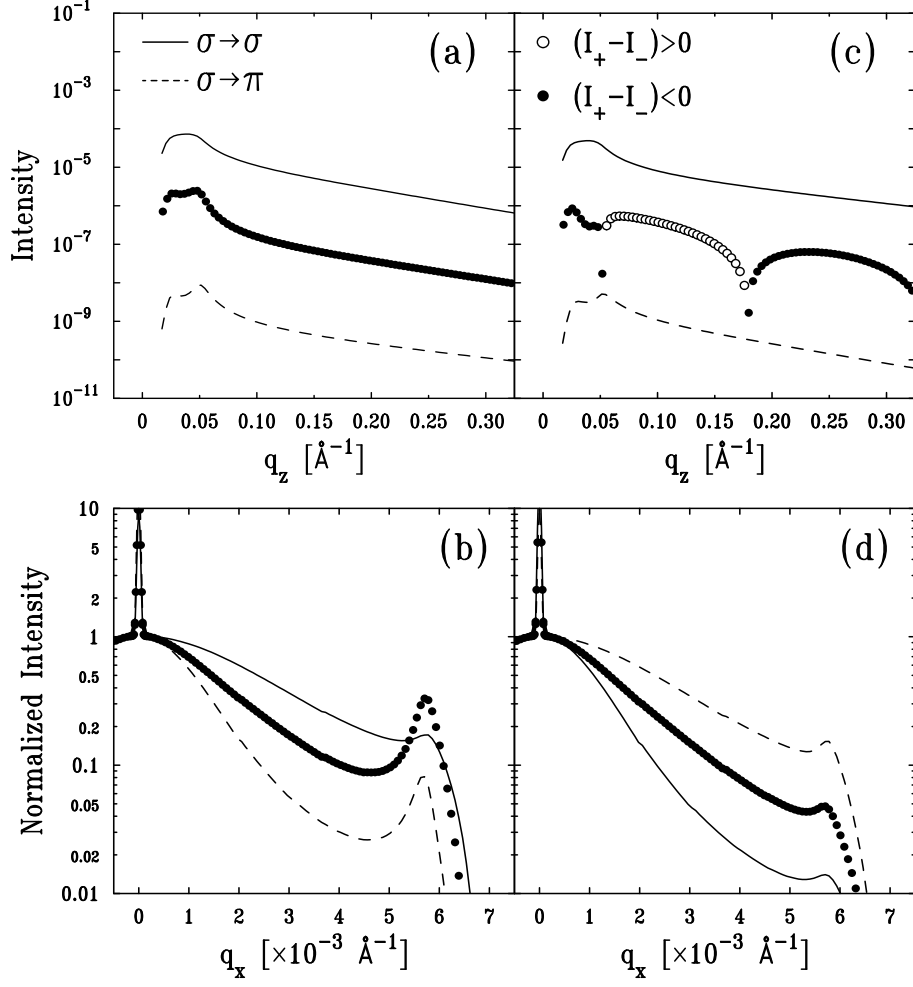 (a)
σ→σ
σ→π
Intensity
10⁻¹
10⁻³
10⁻⁵
10⁻⁷
10⁻⁹
10⁻¹¹
0 0.05 0.10 0.15 0.20 0.25 0.30
q_z [Å⁻¹]
(c)
(I₊−I₋)>0
(I₊−I₋)<0
0 0.05 0.10 0.15 0.20 0.25 0.30
q_z [Å⁻¹]
(b)
Normalized Intensity
10
5
2
1
0.5
0.2
0.1
0.05
0.02
0.01
0 1 2 3 4 5 6 7
q_x [×10⁻³ Å⁻¹]
(d)
0 1 2 3 4 5 6 7
q_x [×10⁻³ Å⁻¹]